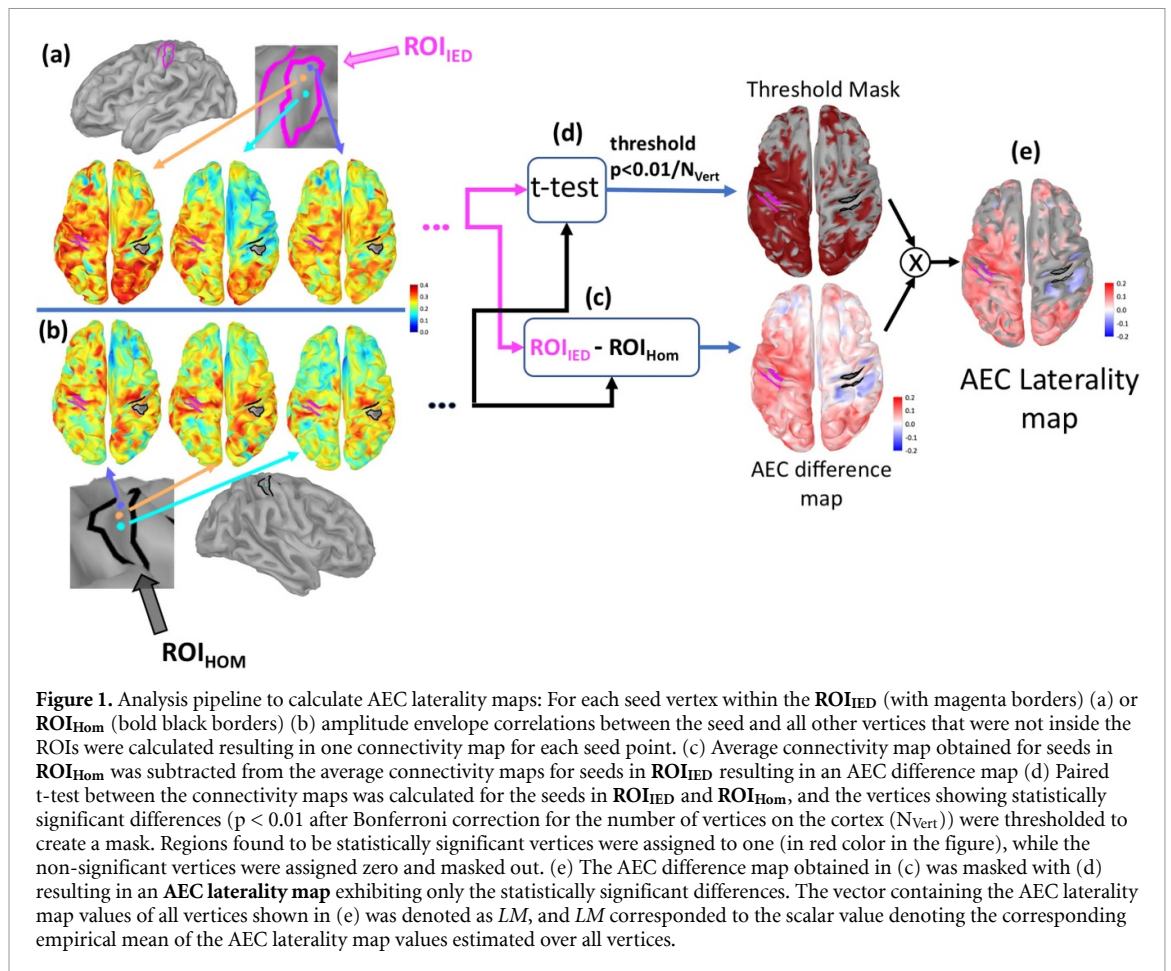 (a)
ROI_IED
(b)
0.4
0.3
0.2
0.1
0.0
...
...
ROI_HOM
(d)
t-test
threshold
p<0.01/N_Vert
(c)
ROI_IED - ROI_Hom
Threshold Mask
0.2
0.1
0.0
-0.1
-0.2
AEC difference
map
X
(e)
0.2
0.1
0.0
-0.1
-0.2
AEC Laterality
map
Figure 1. Analysis pipeline to calculate AEC laterality maps: For each seed vertex within the ROI_IED (with magenta borders) (a) or
ROI_Hom (bold black borders) (b) amplitude envelope correlations between the seed and all other vertices that were not inside the
ROIs were calculated resulting in one connectivity map for each seed point. (c) Average connectivity map obtained for seeds in
ROI_Hom was subtracted from the average connectivity maps for seeds in ROI_IED resulting in an AEC difference map (d) Paired
t-test between the connectivity maps was calculated for the seeds in ROI_IED and ROI_Hom, and the vertices showing statistically
significant differences (p < 0.01 after Bonferroni correction for the number of vertices on the cortex (N_Vert)) were thresholded to
create a mask. Regions found to be statistically significant vertices were assigned to one (in red color in the figure), while the
non-significant vertices were assigned zero and masked out. (e) The AEC difference map obtained in (c) was masked with (d)
resulting in an AEC laterality map exhibiting only the statistically significant differences. The vector containing the AEC laterality
map values of all vertices shown in (e) was denoted as LM, and LM corresponded to the scalar value denoting the corresponding
empirical mean of the AEC laterality map values estimated over all vertices.